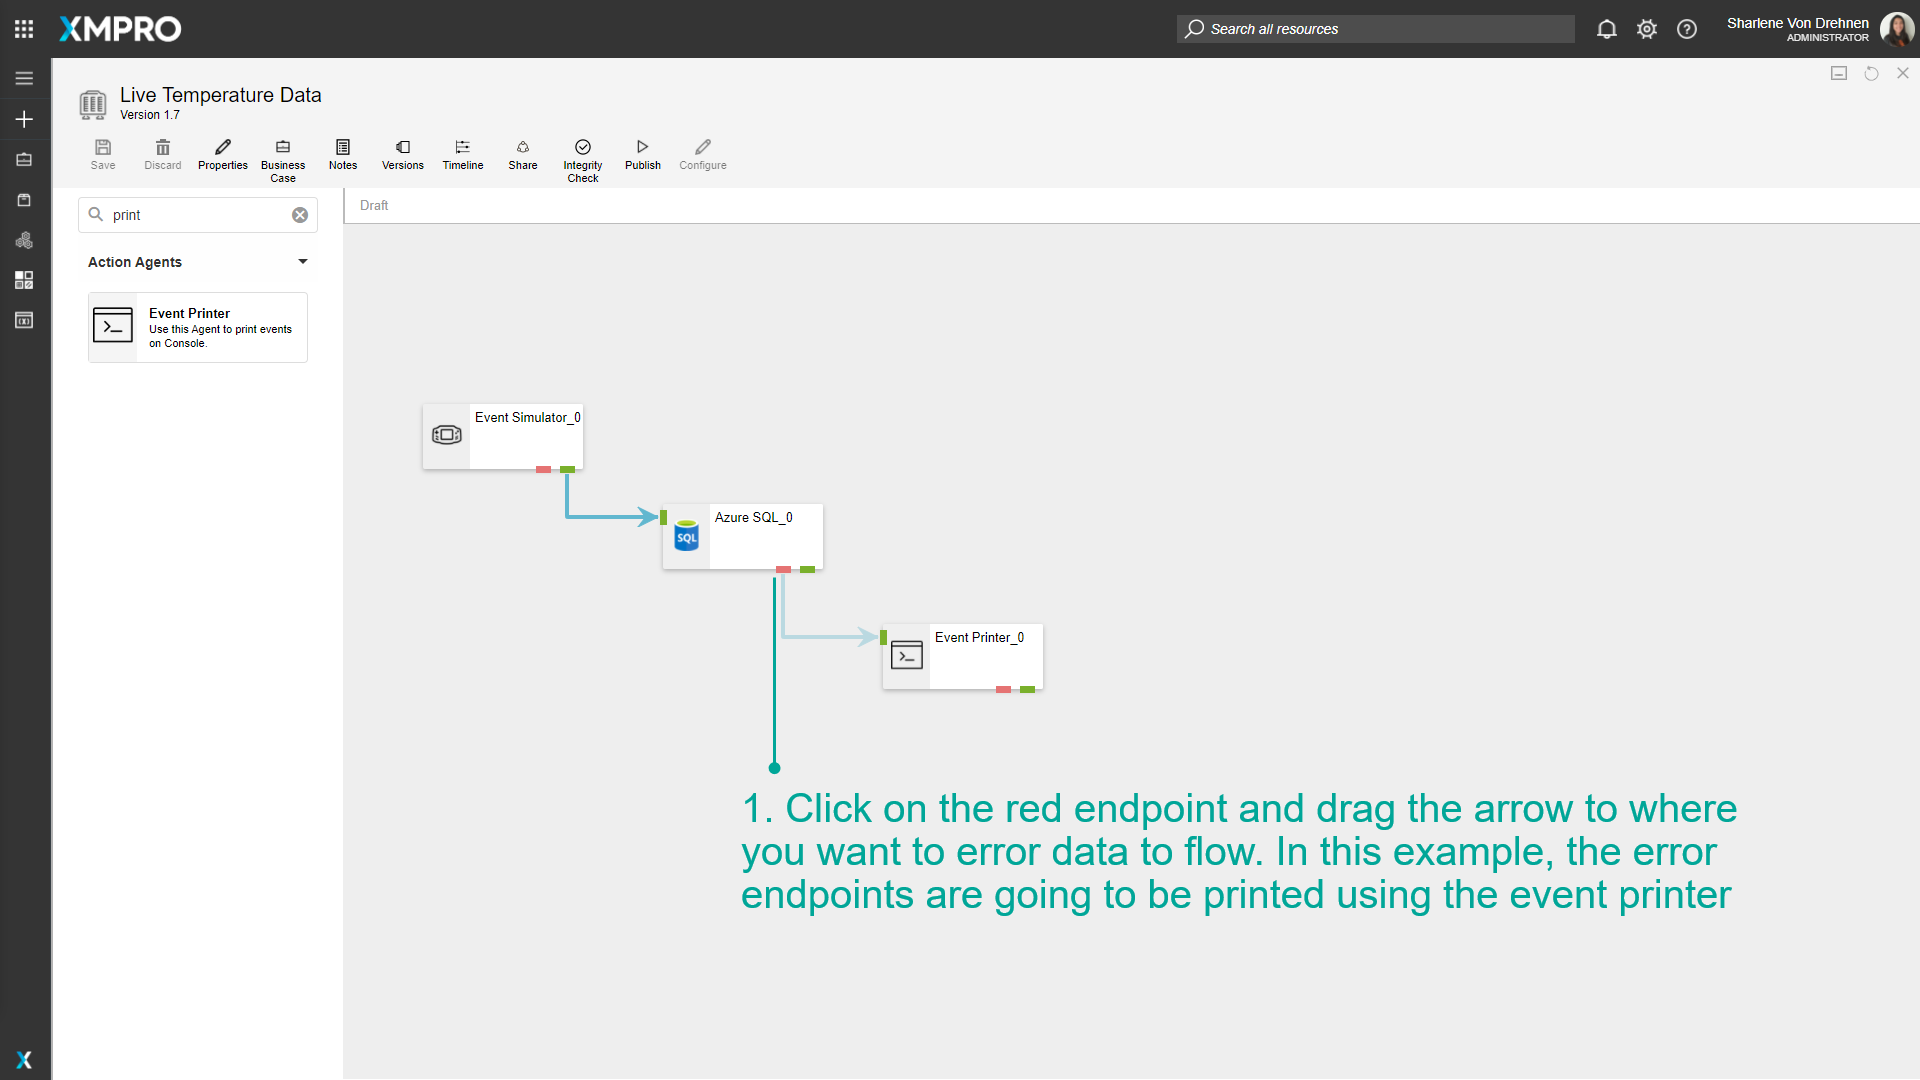 XMPRO
Search all resources
Sharlene Von Drehnen
ADMINISTRATOR
Live Temperature Data
Version 1.7
Save
Discard
Properties
Business
Case
Notes
Versions
Timeline
Share
Integrity
Check
Publish
Configure
print
Draft
Action Agents
Event Printer
Use this Agent to print events
on Console.
Event Simulator_0
Azure SQL_0
SQL
Event Printer_0
1. Click on the red endpoint and drag the arrow to where
you want to error data to flow. In this example, the error
endpoints are going to be printed using the event printer